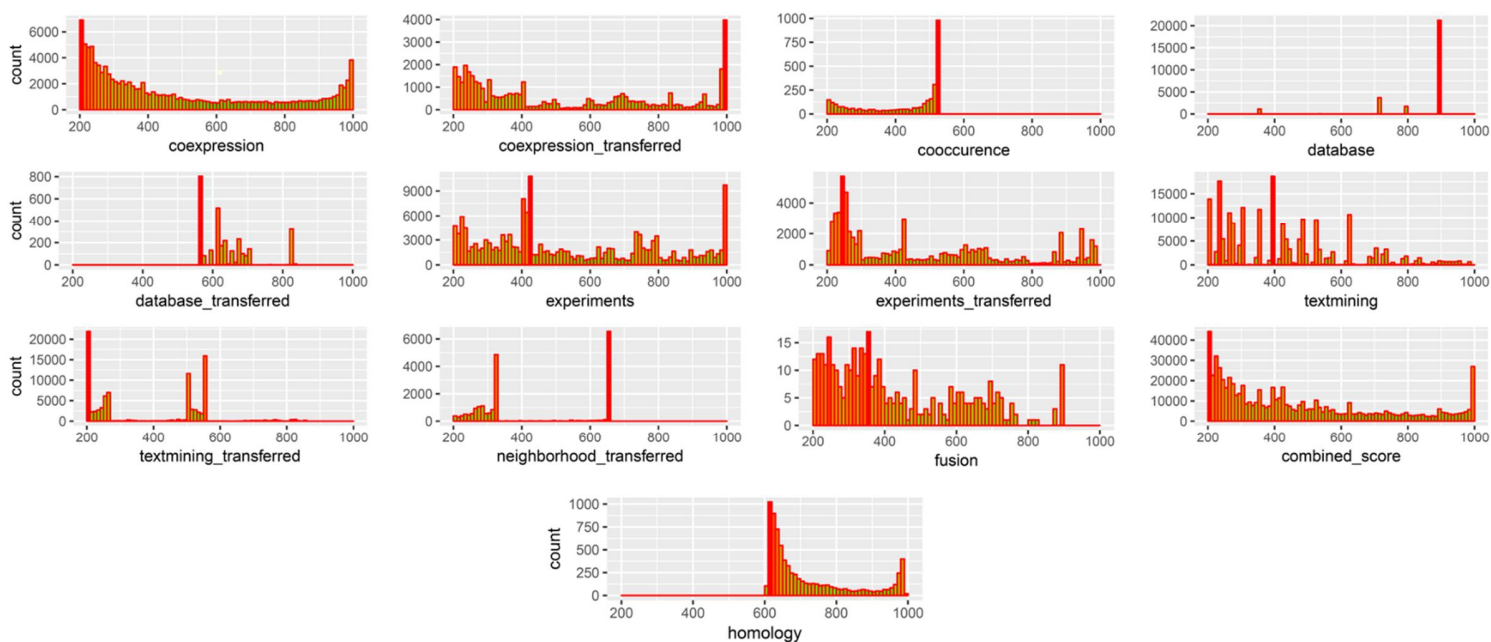 count
6000
4000
2000
0
200 400 600 800 1000
coexpression
4000
3000
2000
1000
0
200 400 600 800 1000
coexpression_transferred
1000
750
500
250
0
200 400 600 800 1000
cooccurence
20000
15000
10000
5000
0
200 400 600 800 1000
database
count
800
600
400
200
0
200 400 600 800 1000
database_transferred
9000
6000
3000
0
200 400 600 800 1000
experiments
4000
2000
0
200 400 600 800 1000
experiments_transferred
15000
10000
5000
0
200 400 600 800 1000
textmining
count
20000
15000
10000
5000
0
200 400 600 800 1000
textmining_transferred
6000
4000
2000
0
200 400 600 800 1000
neighborhood_transferred
15
10
5
0
200 400 600 800 1000
fusion
40000
30000
20000
10000
0
200 400 600 800 1000
combined_score
count
1000
750
500
250
0
200 400 600 800 1000
homology